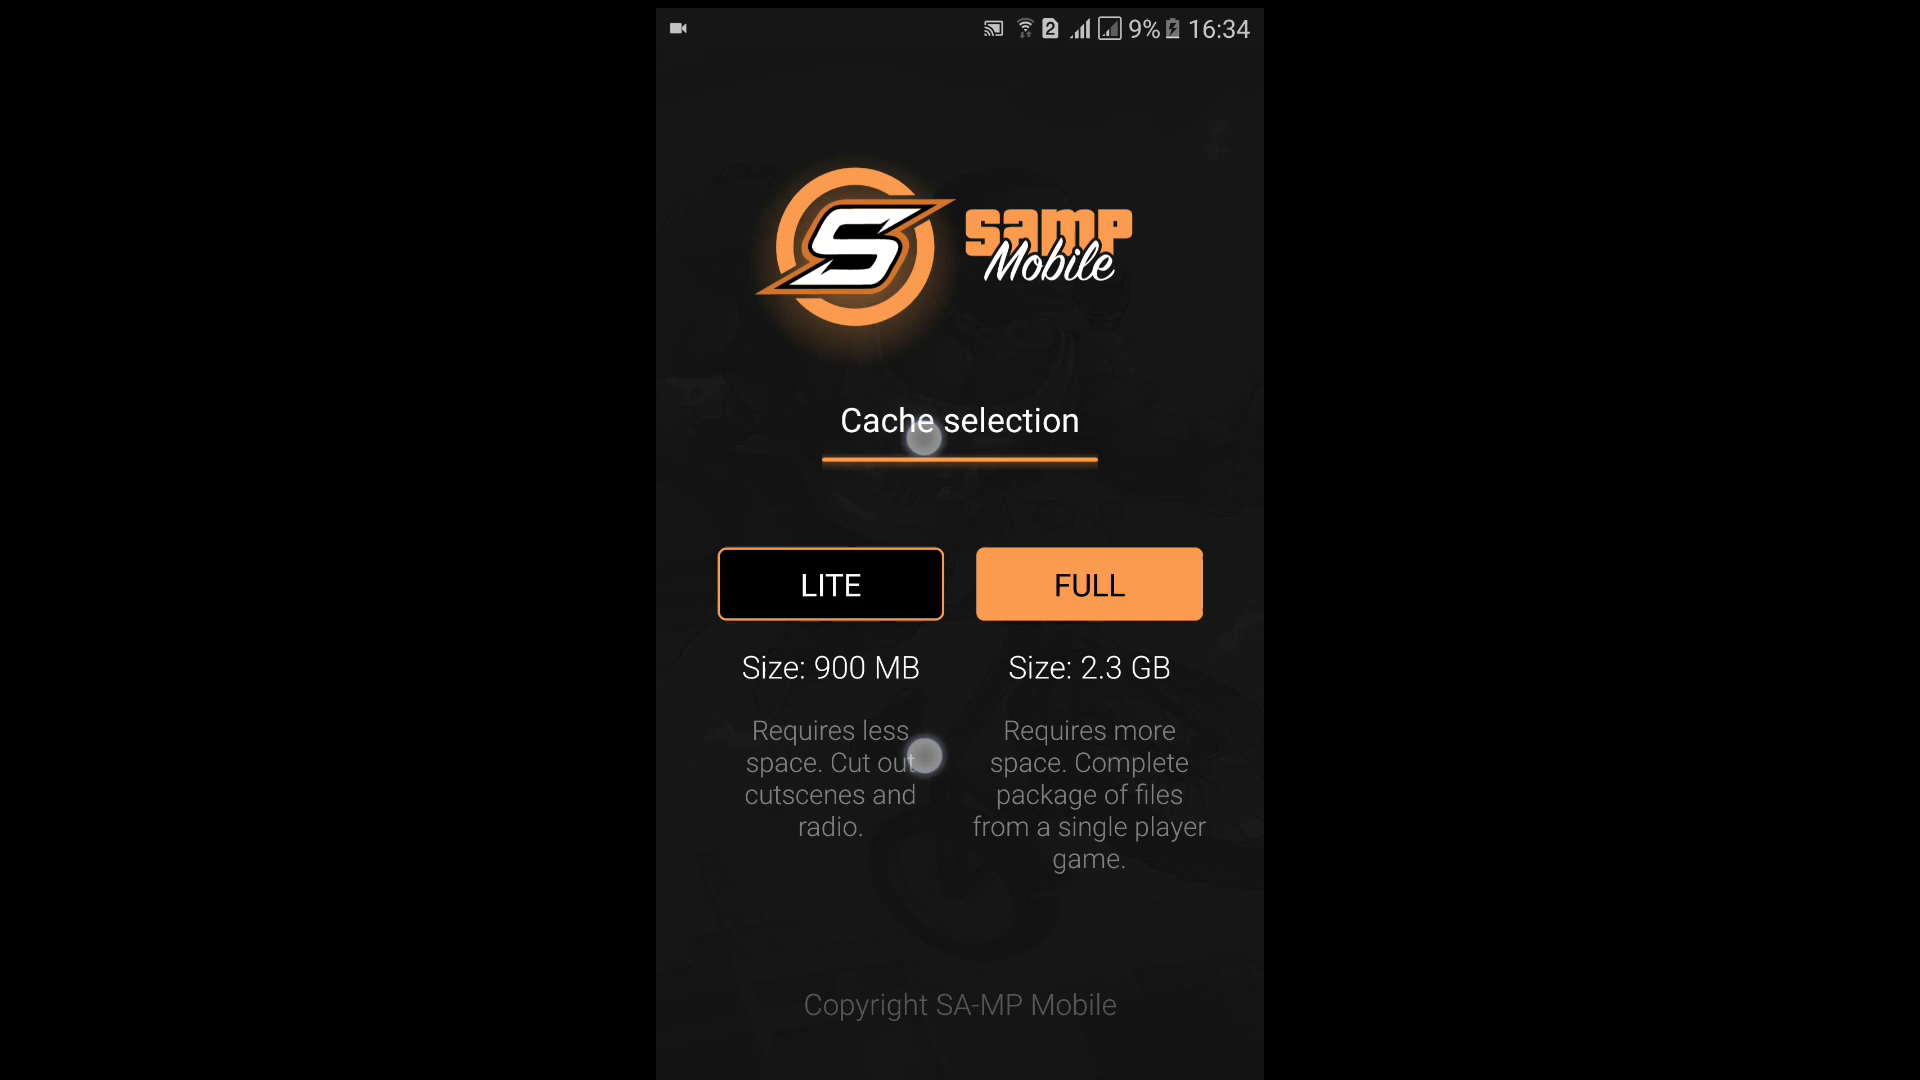 2 9% 16:34
S samp
Mobile
Cache selection
LITE FULL
Size: 900 MB Size: 2.3 GB
Requires less
space. Cut out
cutscenes and
radio.
Requires more
space. Complete
package of files
from a single player
game.
Copyright SA-MP Mobile